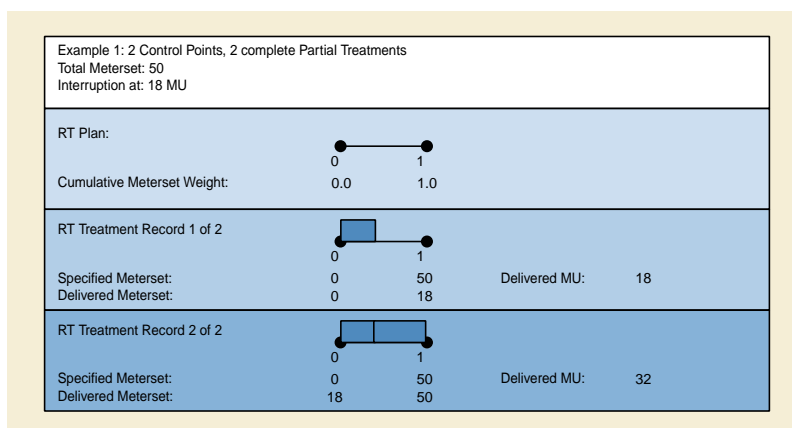 Example 1: 2 Control Points, 2 complete Partial Treatments
Total Meterset: 50
Interruption at: 18 MU
RT Plan:
0 1
Cumulative Meterset Weight: 0.0 1.0
RT Treatment Record 1 of 2
0 1
Specified Meterset: 0 50 Delivered MU: 18
Delivered Meterset: 0 18
RT Treatment Record 2 of 2
0 1
Specified Meterset: 0 50 Delivered MU: 32
Delivered Meterset: 18 50